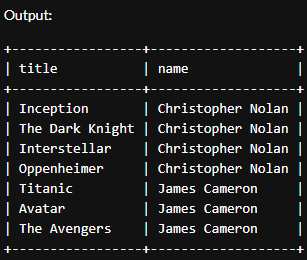 Output:
+-----------------+-------------------+
| title           | name              |
+-----------------+-------------------+
| Inception       | Christopher Nolan |
| The Dark Knight | Christopher Nolan |
| Interstellar    | Christopher Nolan |
| Oppenheimer     | Christopher Nolan |
| Titanic         | James Cameron     |
| Avatar          | James Cameron     |
| The Avengers    | James Cameron     |
+-----------------+-------------------+